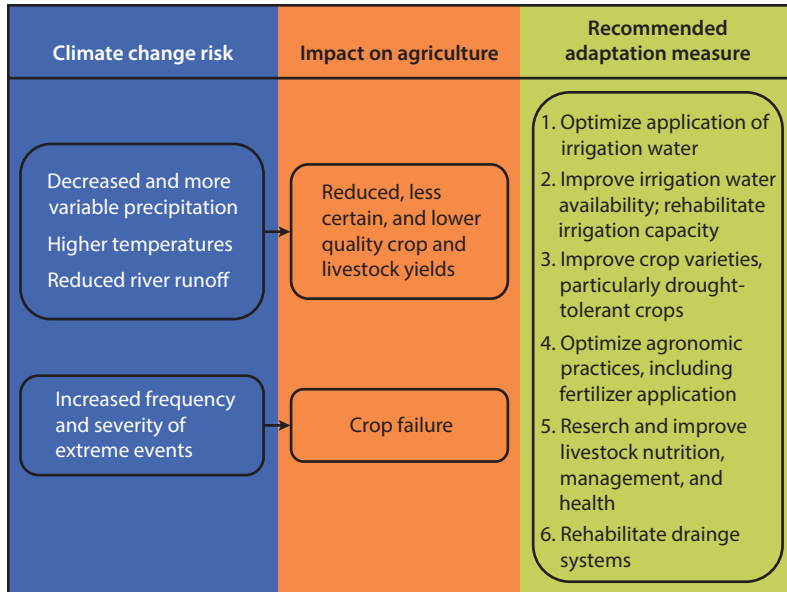 Climate change risk
Impact on agriculture
Recommended
adaptation measure
Decreased and more
variable precipitation
Higher temperatures
Reduced river runoff
Reduced, less
certain, and lower
quality crop and
livestock yields
Increased frequency
and severity of
extreme events
Crop failure
1. Optimize application of
irrigation water
2. Improve irrigation water
availability; rehabilitate
irrigation capacity
3. Improve crop varieties,
particularly drought-
tolerant crops
4. Optimize agronomic
practices, including
fertilizer application
5. Reserch and improve
livestock nutrition,
management, and
health
6. Rehabilitate drainge
systems